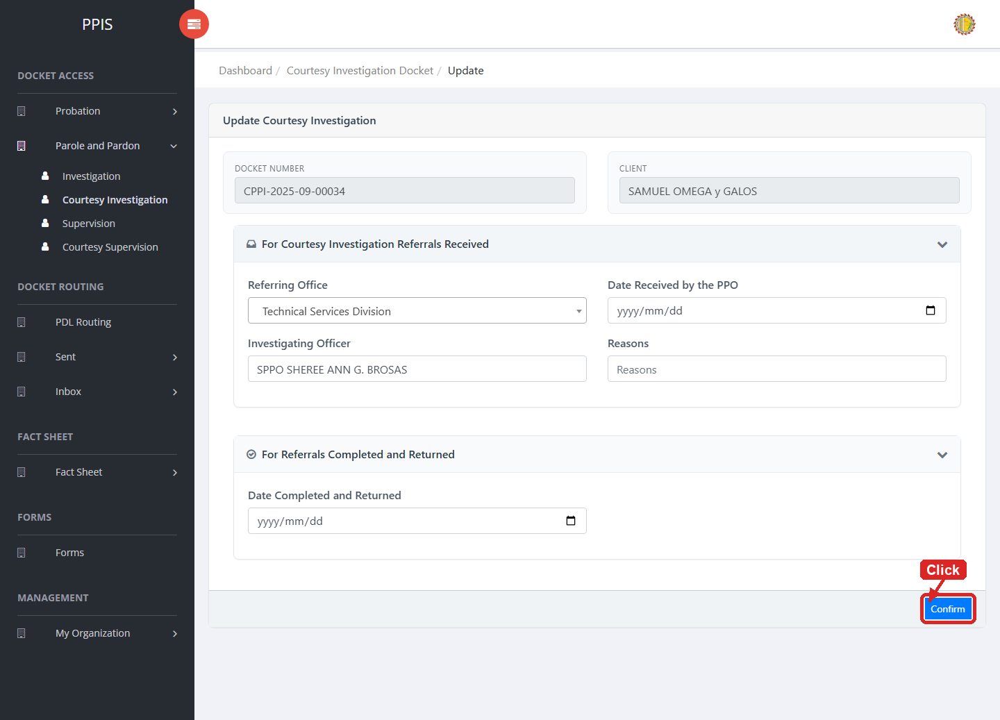 PPIS
DOCKET ACCESS
Probation
Parole and Pardon
Investigation
Courtesy Investigation
Supervision
Courtesy Supervision
DOCKET ROUTING
PDL Routing
Sent
Inbox
FACT SHEET
Fact Sheet
FORMS
Forms
MANAGEMENT
My Organization
Dashboard / Courtesy Investigation Docket / Update
Update Courtesy Investigation
DOCKET NUMBER
CPPI-2025-09-00034
CLIENT
SAMUEL OMEGA y GALOS
For Courtesy Investigation Referrals Received
Referring Office
Technical Services Division
Date Received by the PPO
yyyy/mm/dd
Investigating Officer
SPPO SHEREE ANN G. BROSAS
Reasons
Reasons
For Referrals Completed and Returned
Date Completed and Returned
yyyy/mm/dd
Click
Confirm